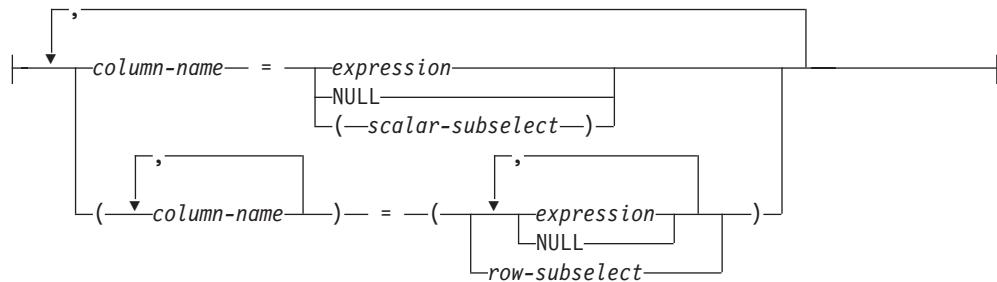 ,
column-name = expression
NULL
( scalar-subselect )
, ,
( column-name ) = ( expression )
NULL
row-subselect